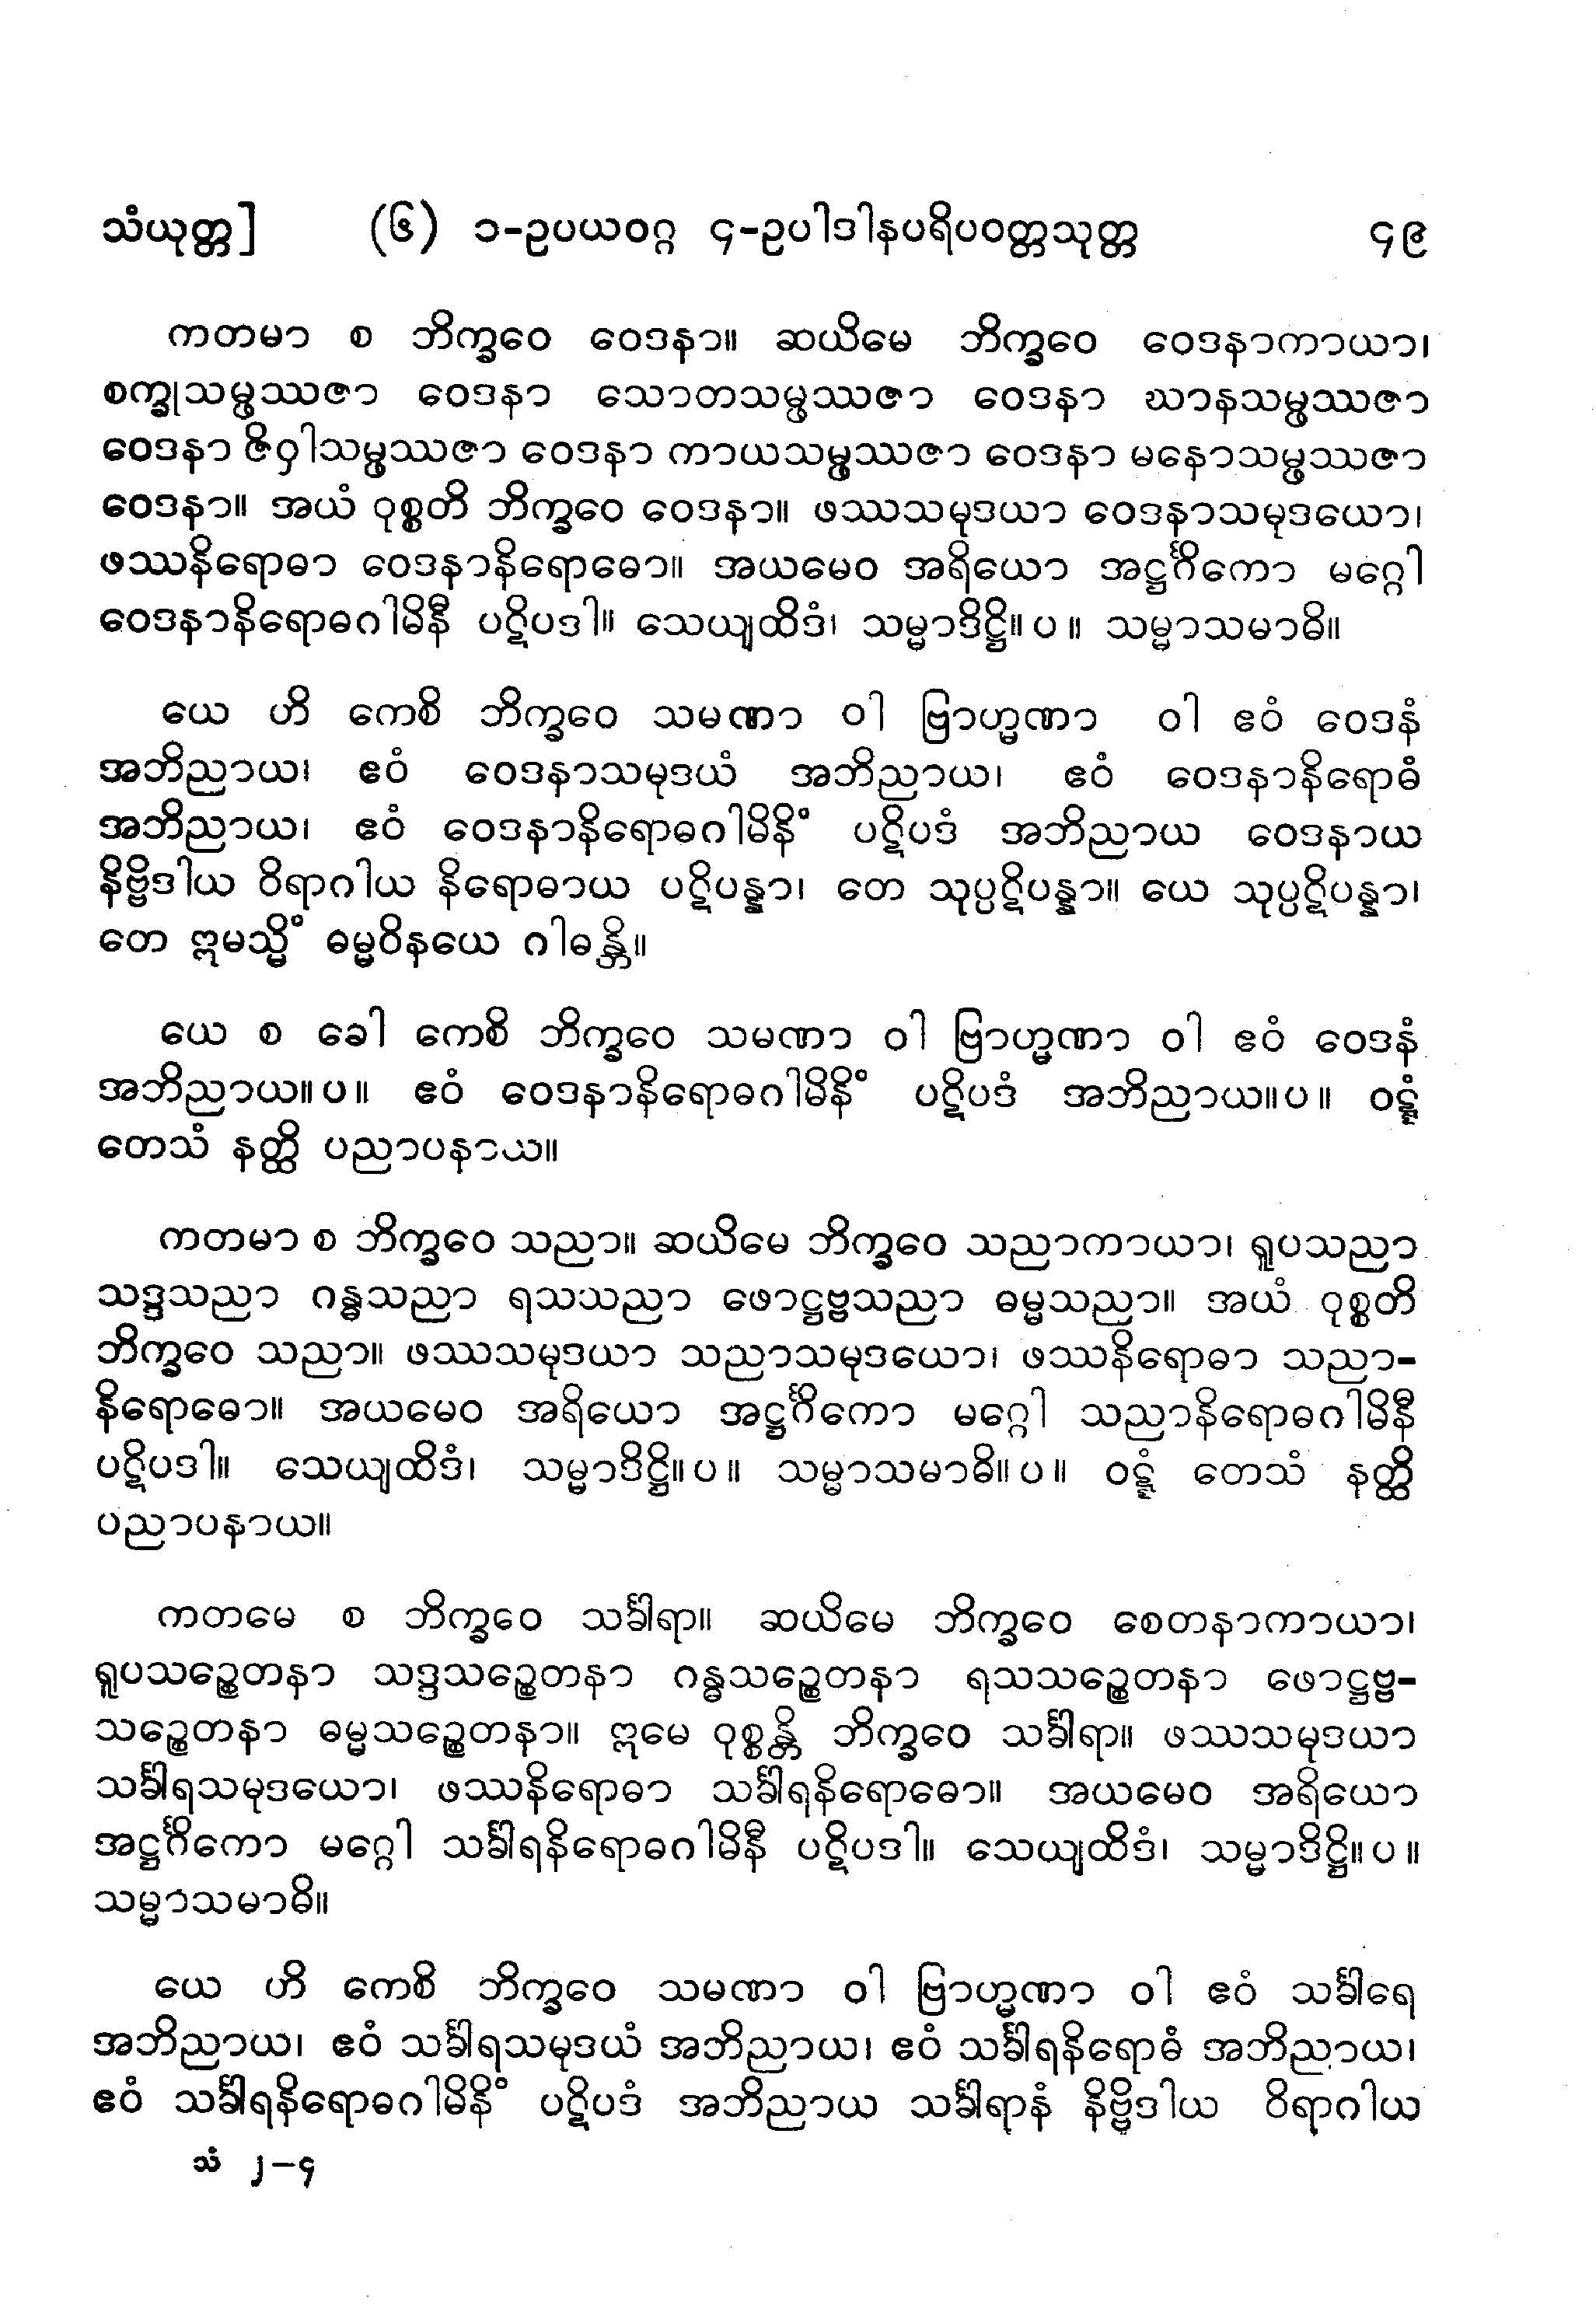 သံယုတ္တ]  (၆) ၁-ဥပယဝဂ္ဂ ၄-ဥပါဒါနပရိပဝတ္တသုတ္တ  ၄၉
ကတမာ စ ဘိက္ခဝေ ဝေဒနာ။ ဆယိမေ ဘိက္ခဝေ ဝေဒနာကာယာ၊
စက္ခုသမ္ဖဿဇာ ဝေဒနာ သောတသမ္ဖဿဇာ ဝေဒနာ ဃာနသမ္ဖဿဇာ
ဝေဒနာ ဇိဝှါသမ္ဖဿဇာ ဝေဒနာ ကာယသမ္ဖဿဇာ ဝေဒနာ မနောသမ္ဖဿဇာ
ဝေဒနာ။ အယံ ဝုစ္စတိ ဘိက္ခဝေ ဝေဒနာ။ ဖဿသမုဒယာ ဝေဒနာသမုဒယော၊
ဖဿနိရောဓာ ဝေဒနာနိရောဓော။ အယမေဝ အရိယော အဋ္ဌင်္ဂိကော မဂ္ဂေါ
ဝေဒနာနိရောဓဂါမိနီ ပဋိပဒါ။ သေယျထိဒံ၊ သမ္မာဒိဋ္ဌိ။ပ။ သမ္မာသမာဓိ။
ယေ ဟိ ကေစိ ဘိက္ခဝေ သမဏာ ဝါ ဗြာဟ္မဏာ ဝါ ဧဝံ ဝေဒနံ
အဘိညာယ၊ ဧဝံ ဝေဒနာသမုဒယံ အဘိညာယ၊ ဧဝံ ဝေဒနာနိရောဓံ
အဘိညာယ၊ ဧဝံ ဝေဒနာနိရောဓဂါမိနိံ ပဋိပဒံ အဘိညာယ ဝေဒနာယ
နိဗ္ဗိဒါယ ဝိရာဂါယ နိရောဓာယ ပဋိပန္နာ၊ တေ သုပ္ပဋိပန္နာ။ ယေ သုပ္ပဋိပန္နာ၊
တေ ဣမသ္မိံ ဓမ္မဝိနယေ ဂါဓန္တိ။
ယေ စ ခေါ ကေစိ ဘိက္ခဝေ သမဏာ ဝါ ဗြာဟ္မဏာ ဝါ ဧဝံ ဝေဒနံ
အဘိညာယ။ပ။ ဧဝံ ဝေဒနာနိရောဓဂါမိနိံ ပဋိပဒံ အဘိညာယ။ပ။ ဝဋ္ဋံ
တေသံ နတ္ထိ ပညာပနာယ။
ကတမာ စ ဘိက္ခဝေ သညာ။ ဆယိမေ ဘိက္ခဝေ သညာကာယာ၊ ရူပသညာ
သဒ္ဒသညာ ဂန္ဓသညာ ရသသညာ ဖောဋ္ဌဗ္ဗသညာ ဓမ္မသညာ။ အယံ ဝုစ္စတိ
ဘိက္ခဝေ သညာ။ ဖဿသမုဒယာ သညာသမုဒယော၊ ဖဿနိရောဓာ သညာ-
နိရောဓော။ အယမေဝ အရိယော အဋ္ဌင်္ဂိကော မဂ္ဂေါ သညာနိရောဓဂါမိနီ
ပဋိပဒါ။ သေယျထိဒံ၊ သမ္မာဒိဋ္ဌိ။ပ။ သမ္မာသမာဓိ။ပ။ ဝဋ္ဋံ တေသံ နတ္ထိ
ပညာပနာယ။
ကတမေ စ ဘိက္ခဝေ သင်္ခါရာ။ ဆယိမေ ဘိက္ခဝေ စေတနာကာယာ၊
ရူပသဉ္စေတနာ သဒ္ဒသဉ္စေတနာ ဂန္ဓသဉ္စေတနာ ရသသဉ္စေတနာ ဖောဋ္ဌဗ္ဗ-
သဉ္စေတနာ ဓမ္မသဉ္စေတနာ။ ဣမေ ဝုစ္စန္တိ ဘိက္ခဝေ သင်္ခါရာ။ ဖဿသမုဒယာ
သင်္ခါရသမုဒယော၊ ဖဿနိရောဓာ သင်္ခါရနိရောဓော။ အယမေဝ အရိယော
အဋ္ဌင်္ဂိကော မဂ္ဂေါ သင်္ခါရနိရောဓဂါမိနီ ပဋိပဒါ။ သေယျထိဒံ၊ သမ္မာဒိဋ္ဌိ။ပ။
သမ္မာသမာဓိ။
ယေ ဟိ ကေစိ ဘိက္ခဝေ သမဏာ ဝါ ဗြာဟ္မဏာ ဝါ ဧဝံ သင်္ခါရေ
အဘိညာယ၊ ဧဝံ သင်္ခါရသမုဒယံ အဘိညာယ၊ ဧဝံ သင်္ခါရနိရောဓံ အဘိညာယ၊
ဧဝံ သင်္ခါရနိရောဓဂါမိနိံ ပဋိပဒံ အဘိညာယ သင်္ခါရာနံ နိဗ္ဗိဒါယ ဝိရာဂါယ
သံ ၂-၄